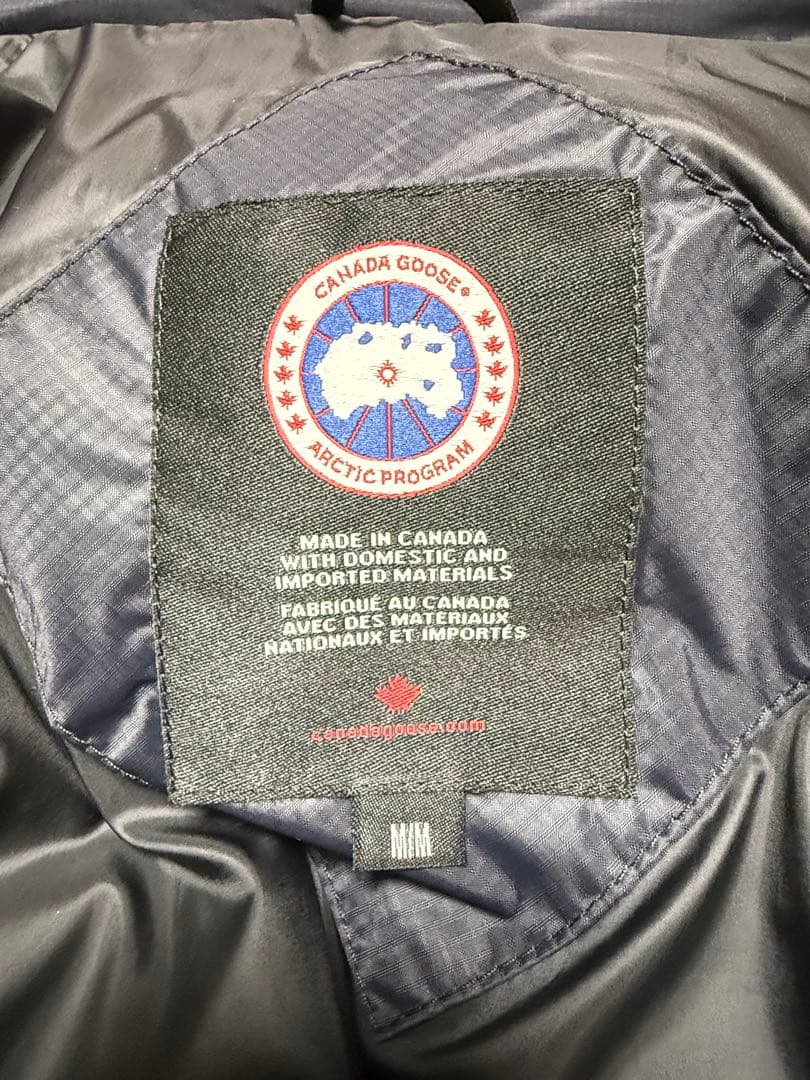 CANADA GOOSE®
ARCTIC PROGRAM
MADE IN CANADA
WITH DOMESTIC AND
IMPORTED MATERIALS
FABRIQUÉ AU CANADA
AVEC DES MATERIAUX
NATIONAUX ET IMPORTÉS
canadagoose.com
M/M